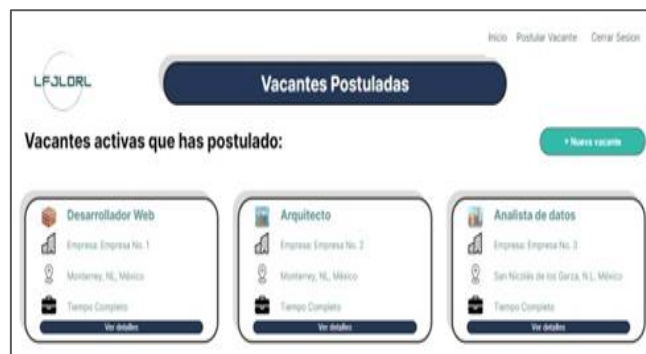 Inicio Postular Vacante Cerrar Sesion
LFJLDRL
Vacantes Postuladas
Vacantes activas que has postulado:
+ Nueva vacante
Desarrollador Web
Empresa: Empresa No. 1
Monterrey, NL, México
Tiempo Completo
Ver detalles
Arquitecto
Empresa: Empresa No. 2
Monterrey, NL, México
Tiempo Completo
Ver detalles
Analista de datos
Empresa: Empresa No. 3
San Nicolás de los Garza, N.L, México
Tiempo Completo
Ver detalles